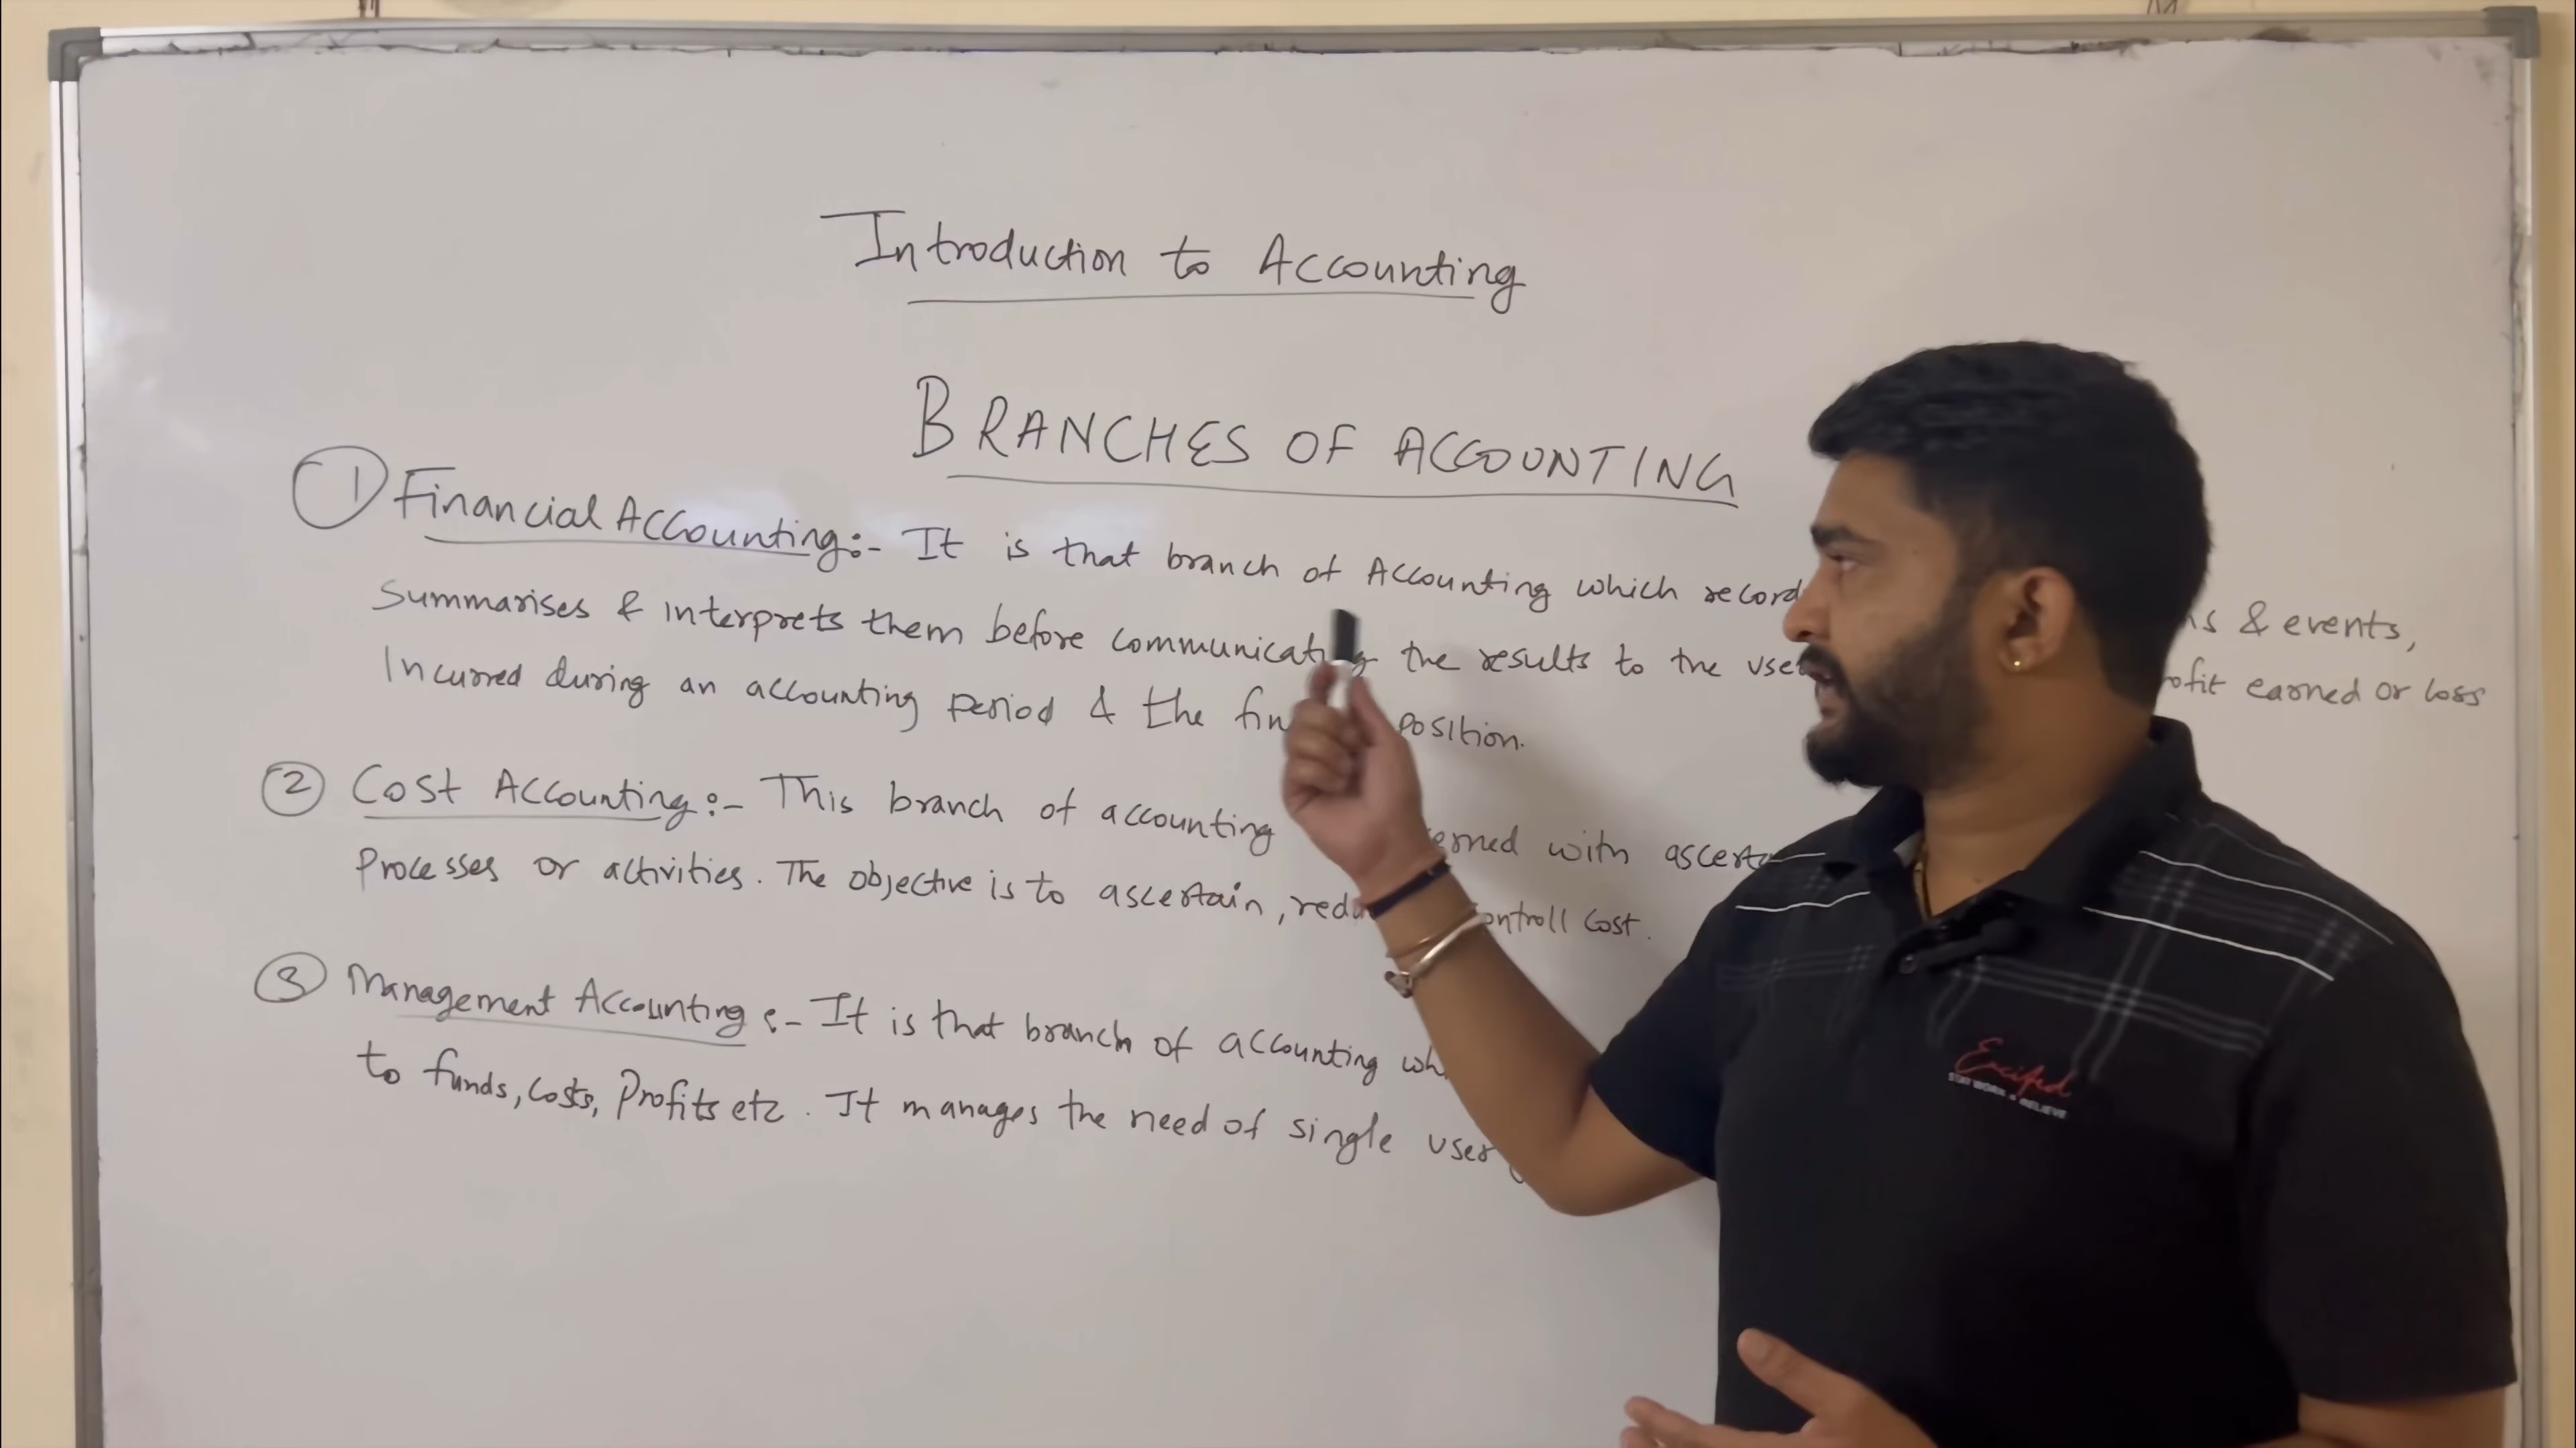 Introduction to Accounting
BRANCHES OF ACCOUNTING
① Financial Accounting:- It is that branch of Accounting which record & events,
Summarises & interprets them before communicating the results to the use ofit earned or loss
Incurred during an accounting period & the fin position.
② Cost Accounting:- This branch of accounting erned with ascerta
Processes or activities. The objective is to ascertain, redu ontroll cost.
③ Management Accounting:- It is that branch of accounting wh
to funds, costs, Profits etc. It manages the need of single user